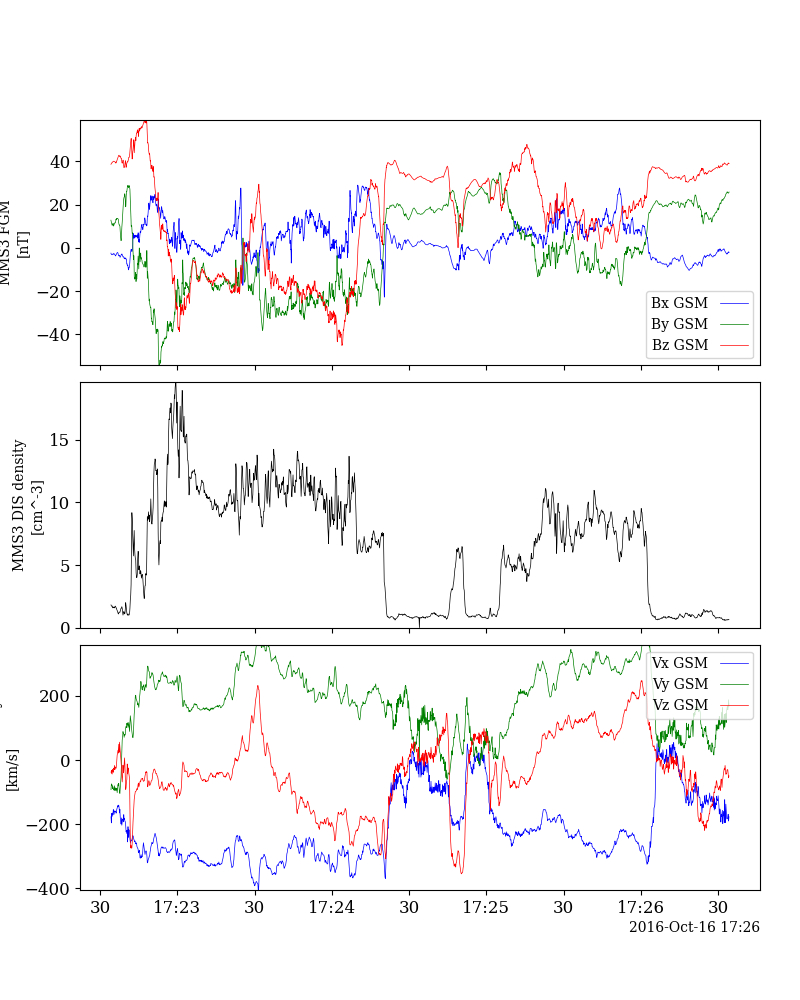 40
20
0
−20
−40
MMS3 FGM
[nT]
Bx GSM
By GSM
Bz GSM
15
10
5
0
MMS3 DIS density
[cm^-3]
200
0
−200
−400
[km/s]
Vx GSM
Vy GSM
Vz GSM
30 17:23 30 17:24 30 17:25 30 17:26 30
2016-Oct-16 17:26